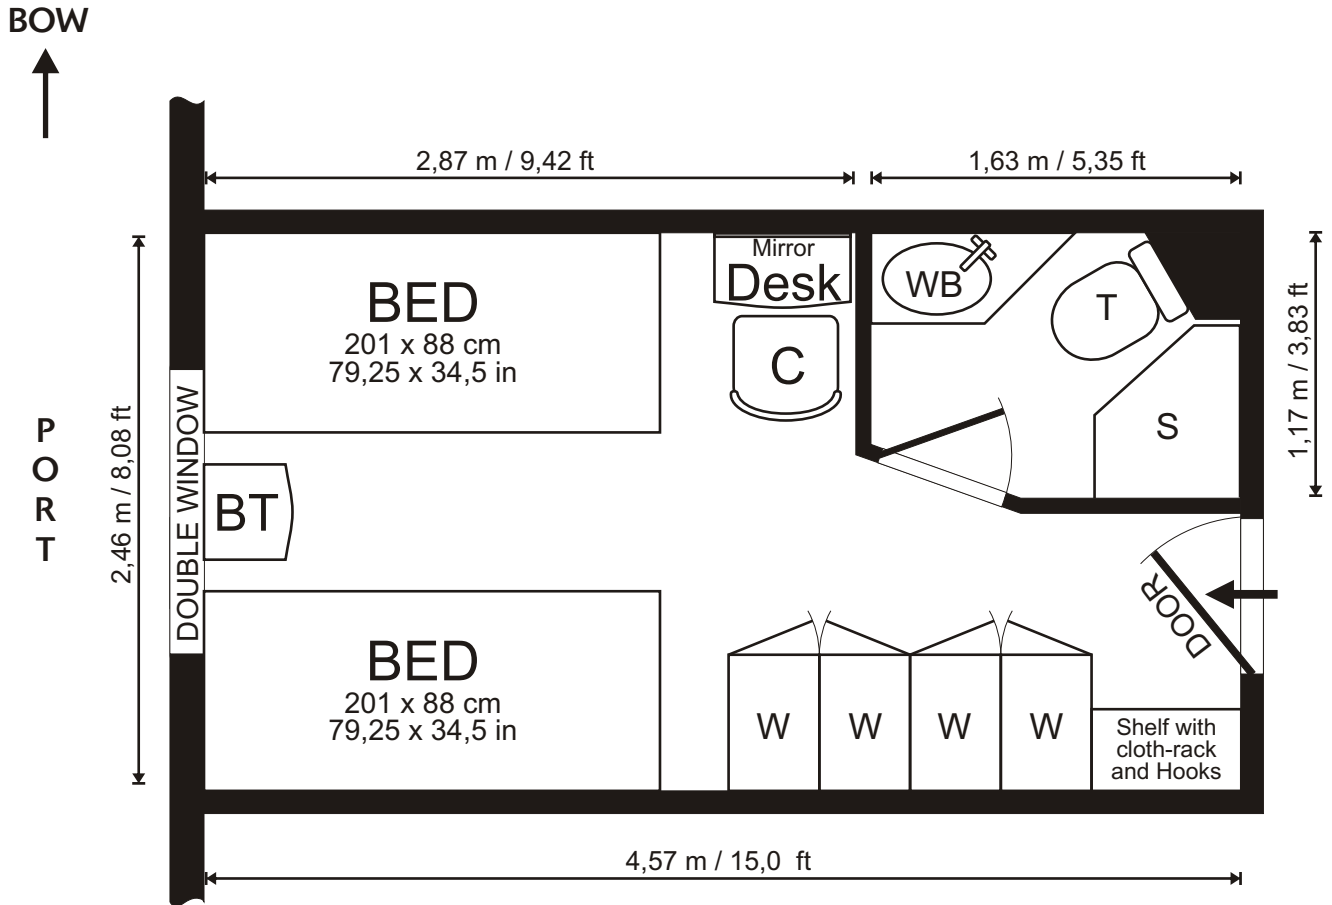 BOW
2,87 m / 9,42 ft
1,63 m / 5,35 ft
Mirror
Desk
WB
T
BED
201 x 88 cm
79,25 x 34,5 in
C
1,17 m / 3,83 ft
S
PORT
2,46 m / 8,08 ft
DOUBLE WINDOW
BT
DOOR
BED
201 x 88 cm
79,25 x 34,5 in
W W W W
Shelf with
cloth-rack
and Hooks
4,57 m / 15,0 ft